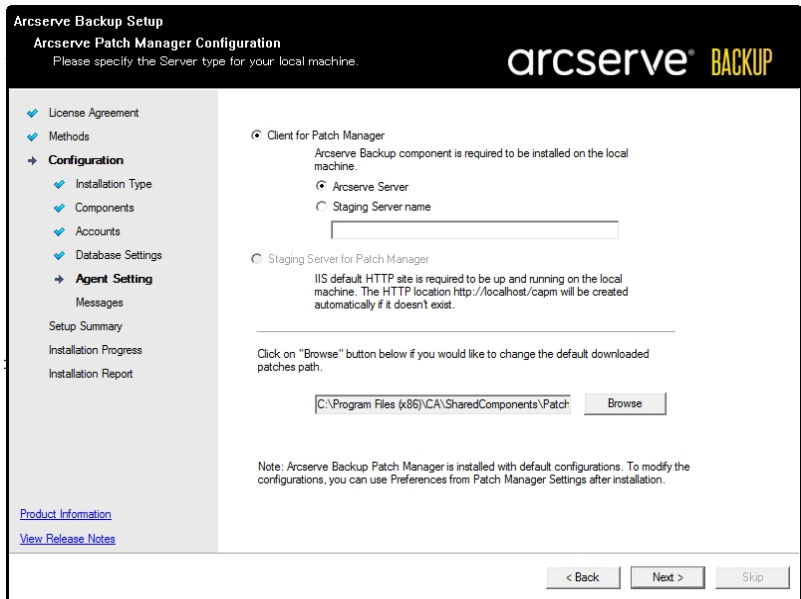 Arcserve Backup Setup
Arcserve Patch Manager Configuration
Please specify the Server type for your local machine.
arcserve® BACKUP
License Agreement
Methods
Configuration
Installation Type
Components
Accounts
Database Settings
Agent Setting
Messages
Setup Summary
Installation Progress
Installation Report
Product Information
View Release Notes
Client for Patch Manager
Arcserve Backup component is required to be installed on the local
machine.
Arcserve Server
Staging Server name
Staging Server for Patch Manager
IIS default HTTP site is required to be up and running on the local
machine. The HTTP location http://localhost/capm will be created
automatically if it doesn't exist.
Click on "Browse" button below if you would like to change the default downloaded
patches path.
C:\Program Files (x86)\CA\SharedComponents\Patch
Browse
Note: Arcserve Backup Patch Manager is installed with default configurations. To modify the
configurations, you can use Preferences from Patch Manager Settings after installation.
< Back
Next >
Skip